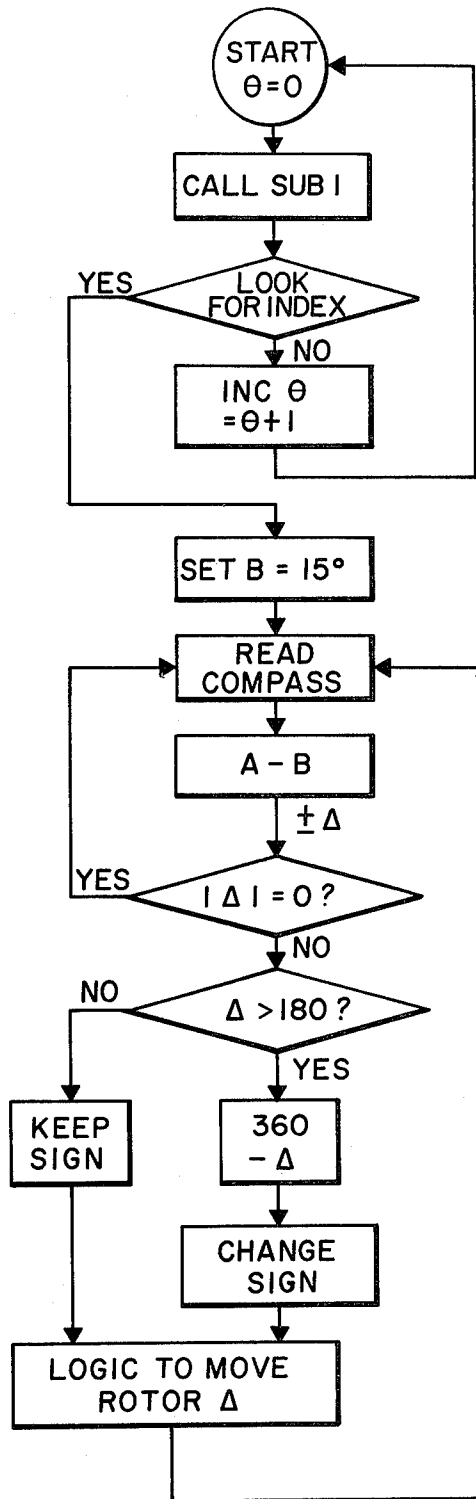 START
θ=0
CALL SUB 1
LOOK
FOR INDEX
YES
NO
INC θ
=θ+1
SET B = 15°
READ
COMPASS
A - B
± Δ
| Δ | = 0 ?
YES
NO
Δ >180 ?
NO
YES
KEEP
SIGN
360
- Δ
CHANGE
SIGN
LOGIC TO MOVE
ROTOR Δ